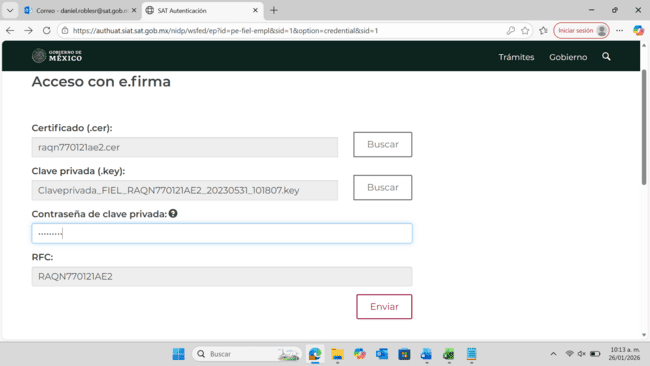 Correo - daniel.roblesr@sat.gob.m
SAT Autenticación
https://authuat.siat.sat.gob.mx/nidp/wsfed/ep?id=pe-fiel-empl&sid=1&option=credential&sid=1
Iniciar sesión
GOBIERNO DE
MÉXICO
Trámites
Gobierno
Acceso con e.firma
Certificado (.cer):
raqn770121ae2.cer
Buscar
Clave privada (.key):
Claveprivada_FIEL_RAQN770121AE2_20230531_101807.key
Buscar
Contraseña de clave privada:
RFC:
RAQN770121AE2
Enviar
Buscar
10:13 a. m.
26/01/2026